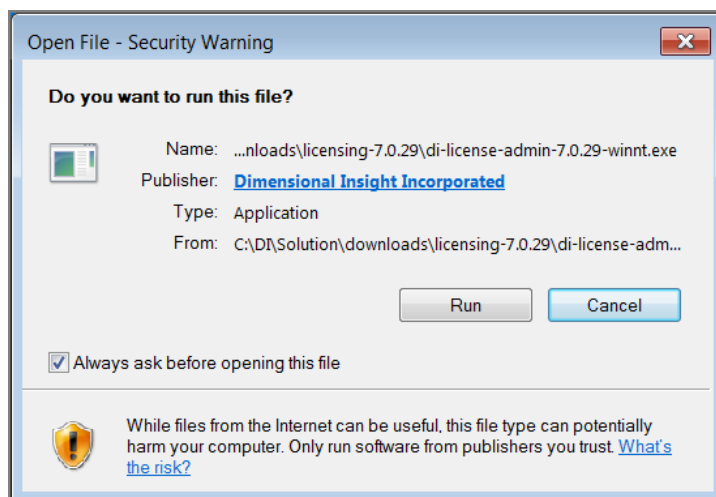 Open File - Security Warning
Do you want to run this file?
Name: ...nloads\licensing-7.0.29\di-license-admin-7.0.29-winnt.exe
Publisher: Dimensional Insight Incorporated
Type: Application
From: C:\DI\Solution\downloads\licensing-7.0.29\di-license-adm...
Run Cancel
Always ask before opening this file
While files from the Internet can be useful, this file type can potentially
harm your computer. Only run software from publishers you trust. What's
the risk?